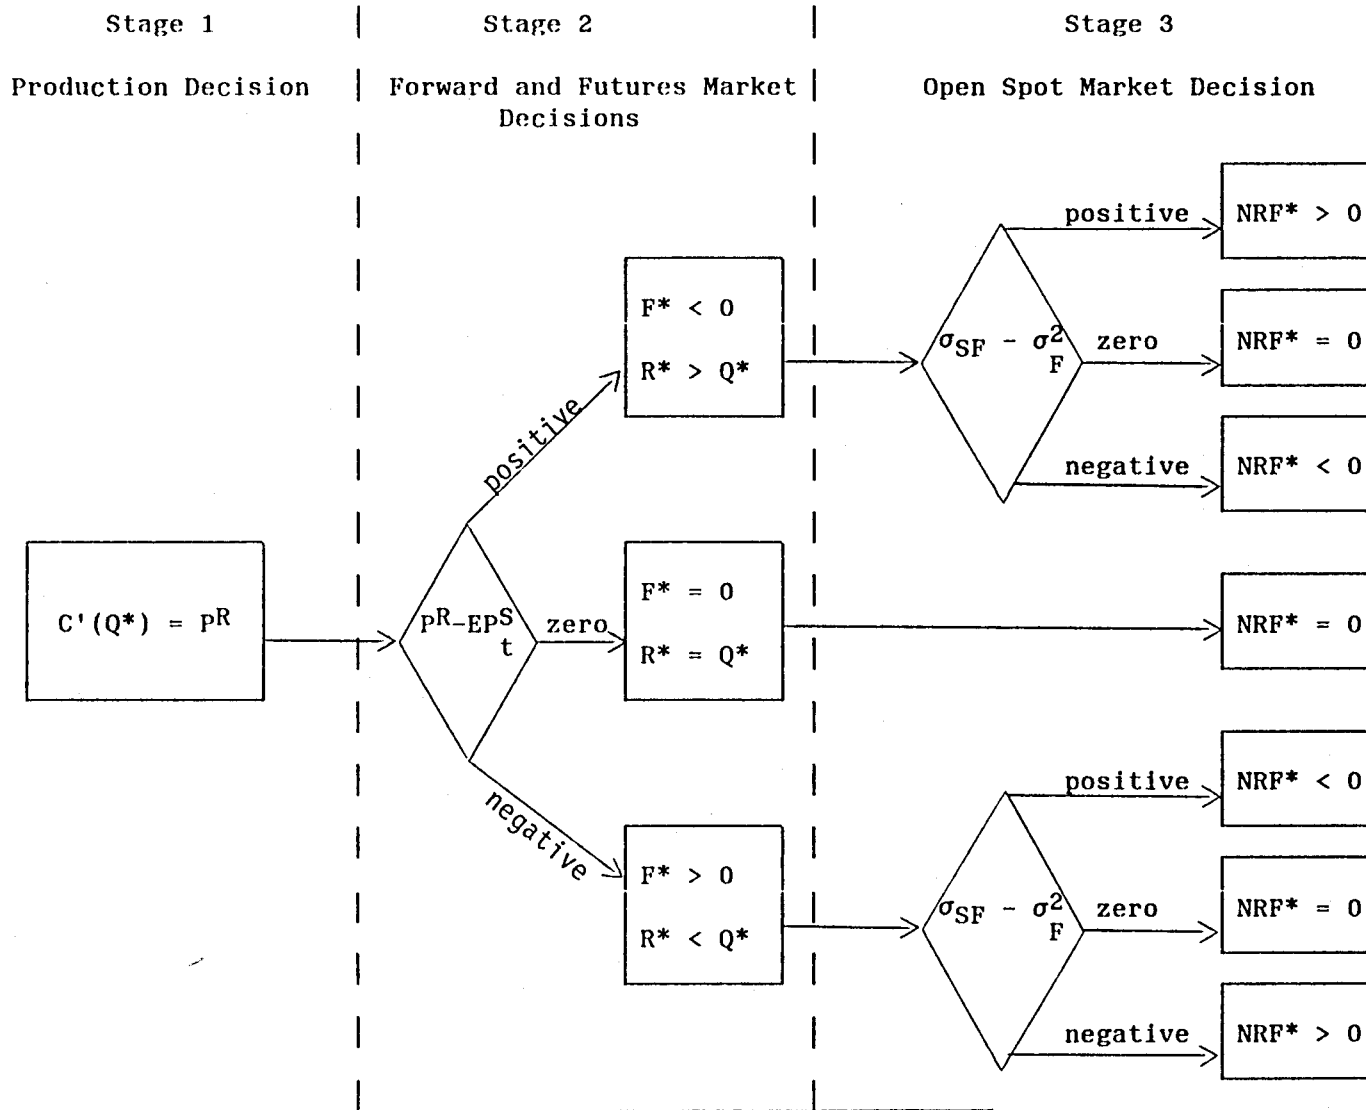 Stage 1
Stage 2
Stage 3
Production Decision
Forward and Futures Market
Decisions
Open Spot Market Decision
C'(Q*) = Pᴿ
Pᴿ-EPˢₜ
positive
zero
negative
F* < 0
R* > Q*
F* = 0
R* = Q*
F* > 0
R* < Q*
σSF - σ²F
positive
zero
negative
NRF* > 0
NRF* = 0
NRF* < 0
NRF* = 0
σSF - σ²F
positive
zero
negative
NRF* < 0
NRF* = 0
NRF* > 0